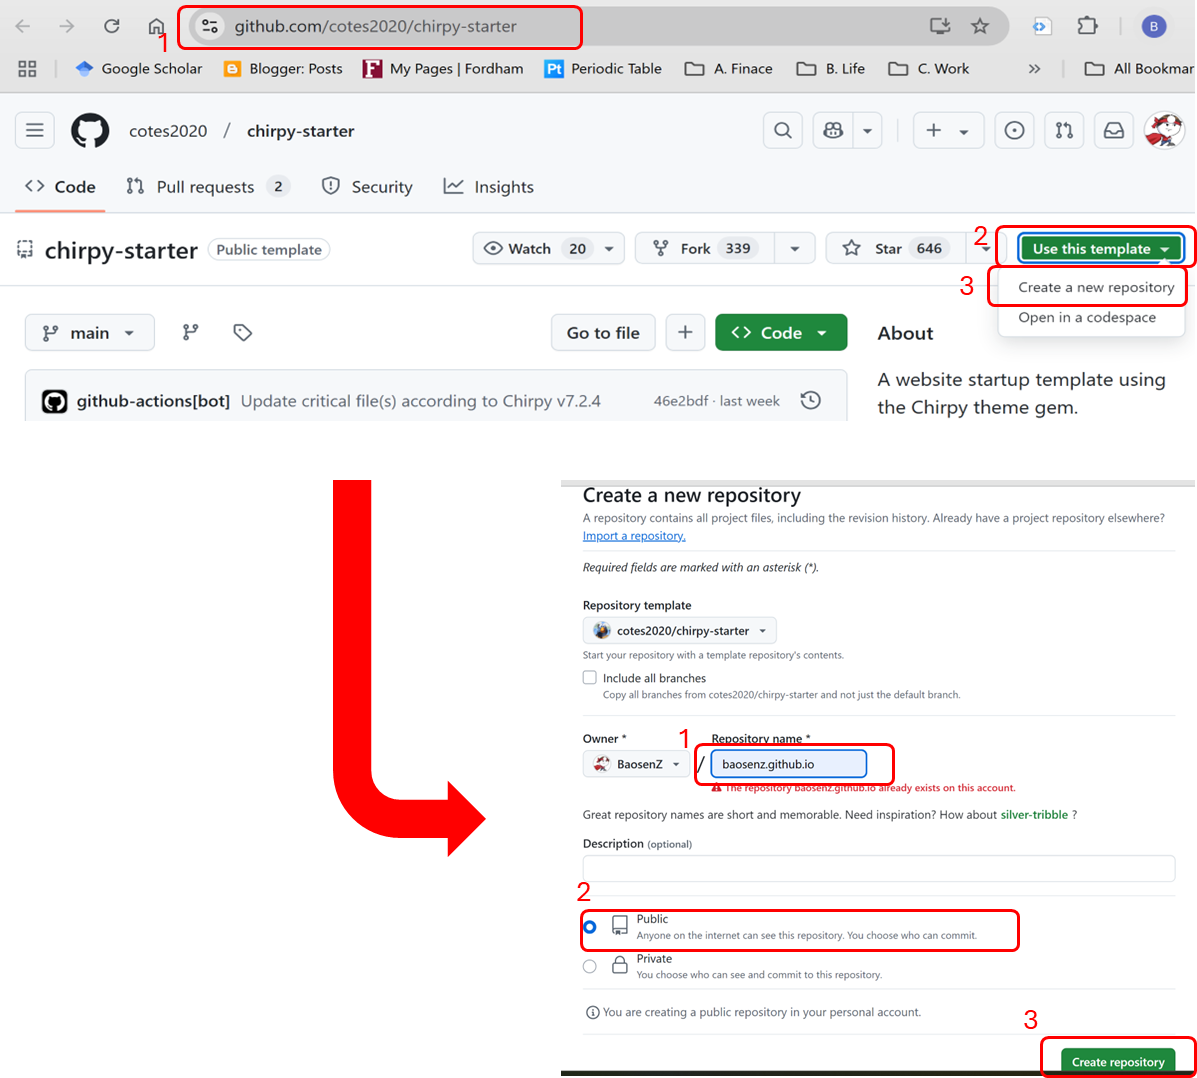 1
github.com/cotes2020/chirpy-starter
B
Google Scholar
Blogger: Posts
My Pages | Fordham
Pt
Periodic Table
A. Finace
B. Life
C. Work
»
All Bookmar
cotes2020 / chirpy-starter
Code
Pull requests 2
Security
Insights
chirpy-starter
Public template
Watch 20
Fork 339
Star 646
2
Use this template
3
Create a new repository
Open in a codespace
main
Go to file
+
<> Code
About
github-actions[bot] Update critical file(s) according to Chirpy v7.2.4
46e2bdf · last week
A website startup template using
the Chirpy theme gem.
Create a new repository
A repository contains all project files, including the revision history. Already have a project repository elsewhere?
Import a repository.
Required fields are marked with an asterisk (*).
Repository template
cotes2020/chirpy-starter
Start your repository with a template repository's contents.
Include all branches
Copy all branches from cotes2020/chirpy-starter and not just the default branch.
Owner *
1
Repository name *
BaosenZ
/
baosenz.github.io
The repository baosenz.github.io already exists on this account.
Great repository names are short and memorable. Need inspiration? How about silver-tribble ?
Description (optional)
2
Public
Anyone on the internet can see this repository. You choose who can commit.
Private
You choose who can see and commit to this repository.
You are creating a public repository in your personal account.
3
Create repository